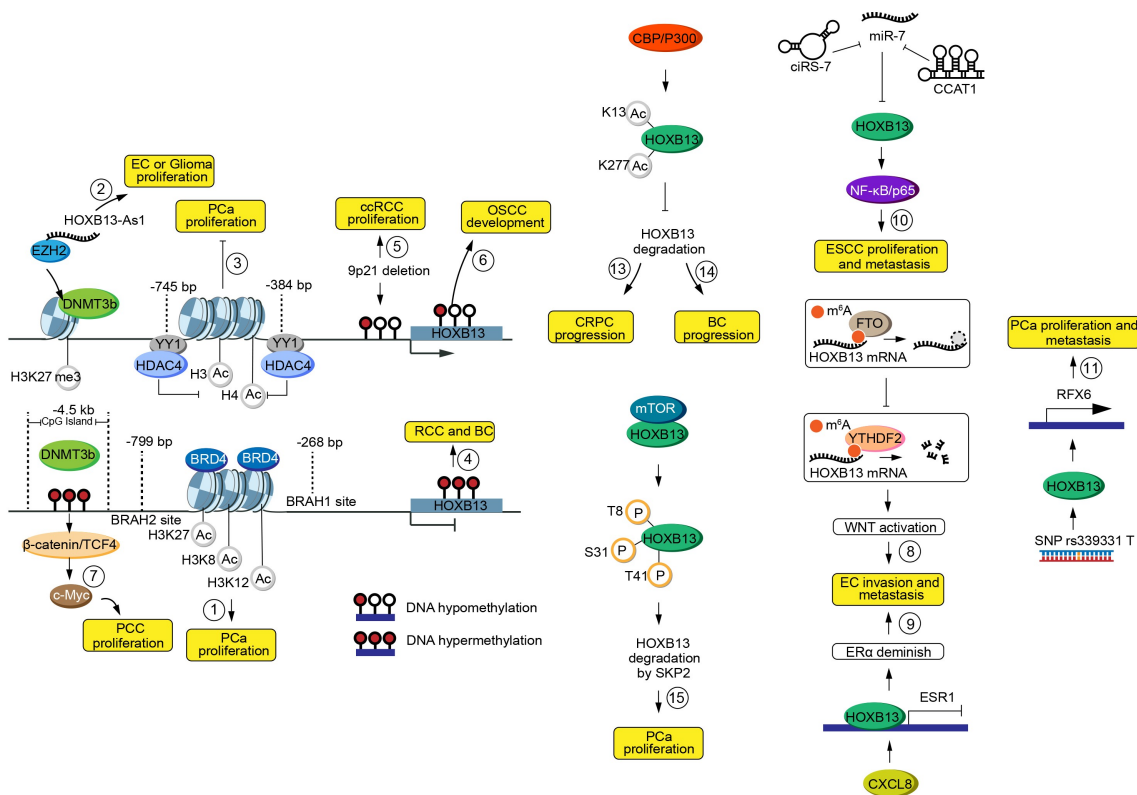 EC or Glioma
proliferation
2
HOXB13-As1
EZH2
DNMT3b
H3K27
me3
PCa
proliferation
3
-745 bp
-384 bp
YY1
HDAC4
YY1
HDAC4
H3
Ac
H4
Ac
ccRCC
proliferation
5
9p21 deletion
OSCC
development
6
HOXB13
-4.5 kb
CpG Island
DNMT3b
-799 bp
BRAH2 site
β-catenin/TCF4
7
c-Myc
PCC
proliferation
BRD4
BRD4
-268 bp
BRAH1 site
H3K27
Ac
H3K8
Ac
H3K12
Ac
1
PCa
proliferation
RCC and BC
4
HOXB13
DNA hypomethylation
DNA hypermethylation
CBP/P300
K13
Ac
HOXB13
K277
Ac
HOXB13
degradation
13
14
CRPC
progression
BC
progression
mTOR
HOXB13
T8
P
S31
P
HOXB13
T41
P
HOXB13
degradation
by SKP2
15
PCa
proliferation
miR-7
ciRS-7
CCAT1
HOXB13
NF-κB/p65
10
ESCC proliferation
and metastasis
m⁶A
FTO
HOXB13 mRNA
m⁶A
YTHDF2
HOXB13 mRNA
WNT activation
8
EC invasion and
metastasis
9
ERα deminish
HOXB13
ESR1
CXCL8
PCa proliferation and
metastasis
11
RFX6
HOXB13
SNP rs339331 T